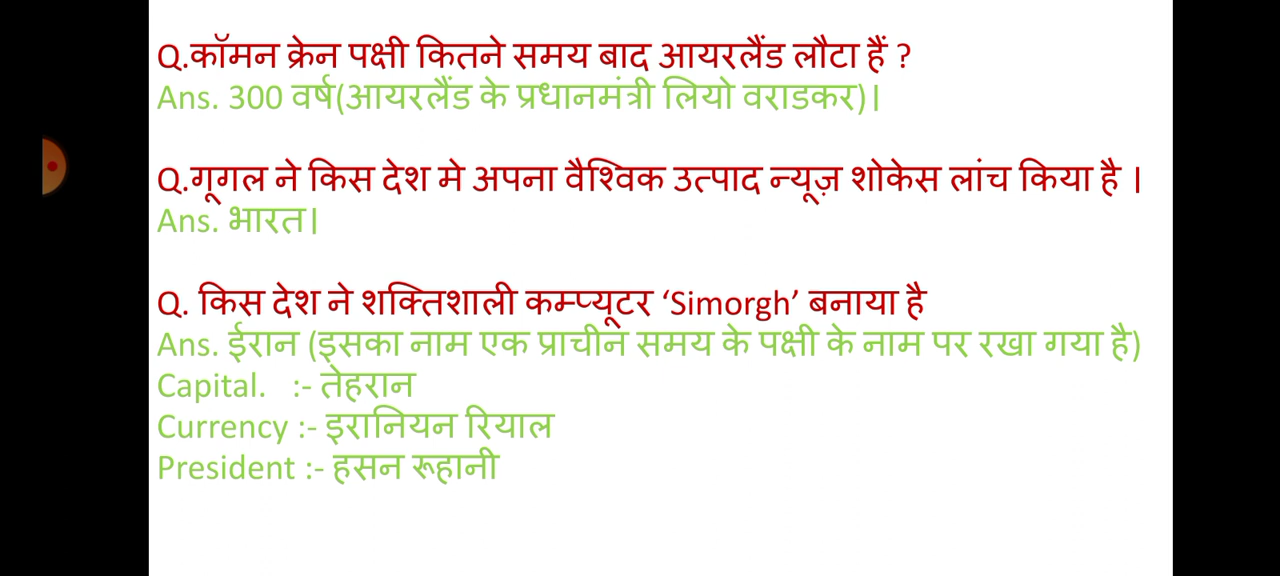 Q.कॉमन क्रेन पक्षी कितने समय बाद आयरलैंड लौटा हैं ?
Ans. 300 वर्ष(आयरलैंड के प्रधानमंत्री लियो वराडकर)।
Q.गूगल ने किस देश मे अपना वैश्विक उत्पाद न्यूज़ शोकेस लांच किया है ।
Ans. भारत।
Q. किस देश ने शक्तिशाली कम्प्यूटर ‘Simorgh’ बनाया है
Ans. ईरान (इसका नाम एक प्राचीन समय के पक्षी के नाम पर रखा गया है)
Capital. :- तेहरान
Currency :- इरानियन रियाल
President :- हसन रूहानी